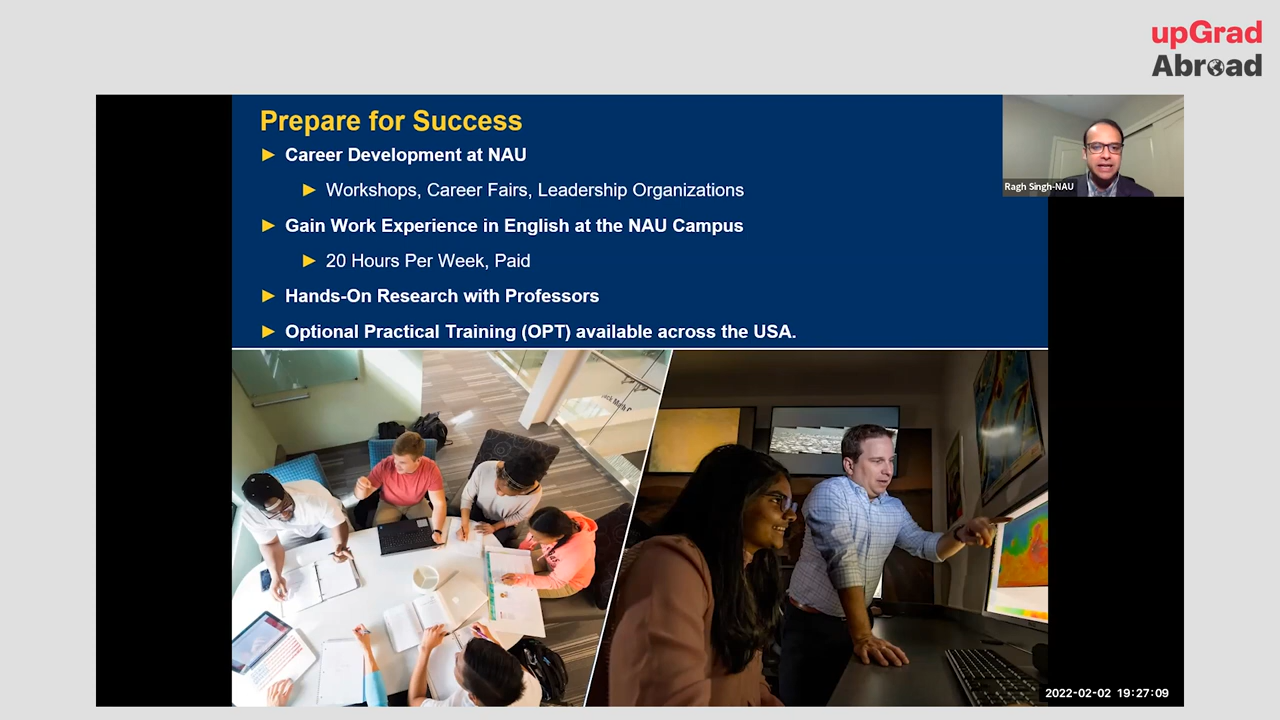 upGrad
Abroad
Prepare for Success
► Career Development at NAU
► Workshops, Career Fairs, Leadership Organizations
► Gain Work Experience in English at the NAU Campus
► 20 Hours Per Week, Paid
► Hands-On Research with Professors
► Optional Practical Training (OPT) available across the USA.
Ragh Singh-NAU
2022-02-02 19:27:09